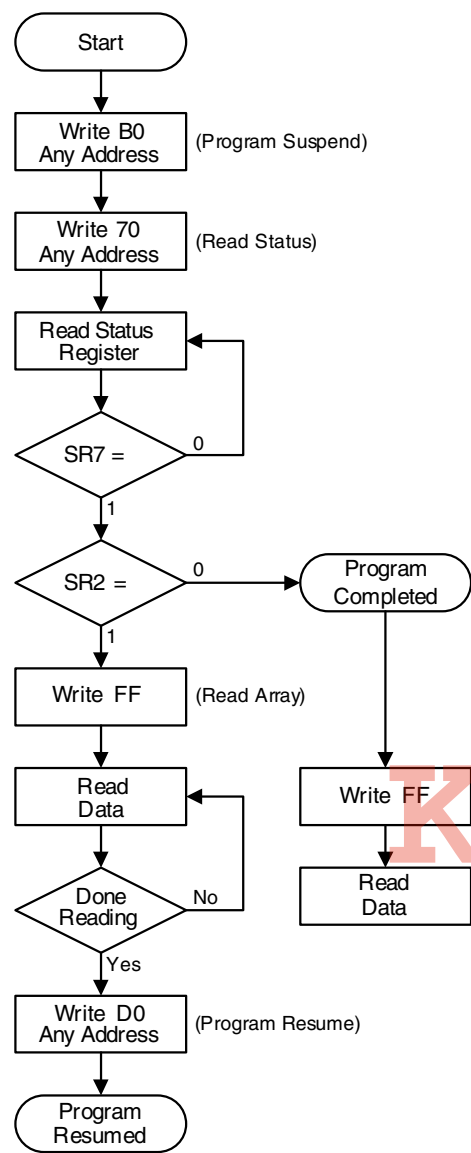 Start
Write B0
Any Address
(Program Suspend)
Write 70
Any Address
(Read Status)
Read Status
Register
SR7 =
0
1
SR2 =
0
Program
Completed
1
Write FF
(Read Array)
Read
Data
Write FF
Done
Reading
No
Read
Data
Yes
Write D0
Any Address
(Program Resume)
Program
Resumed
K